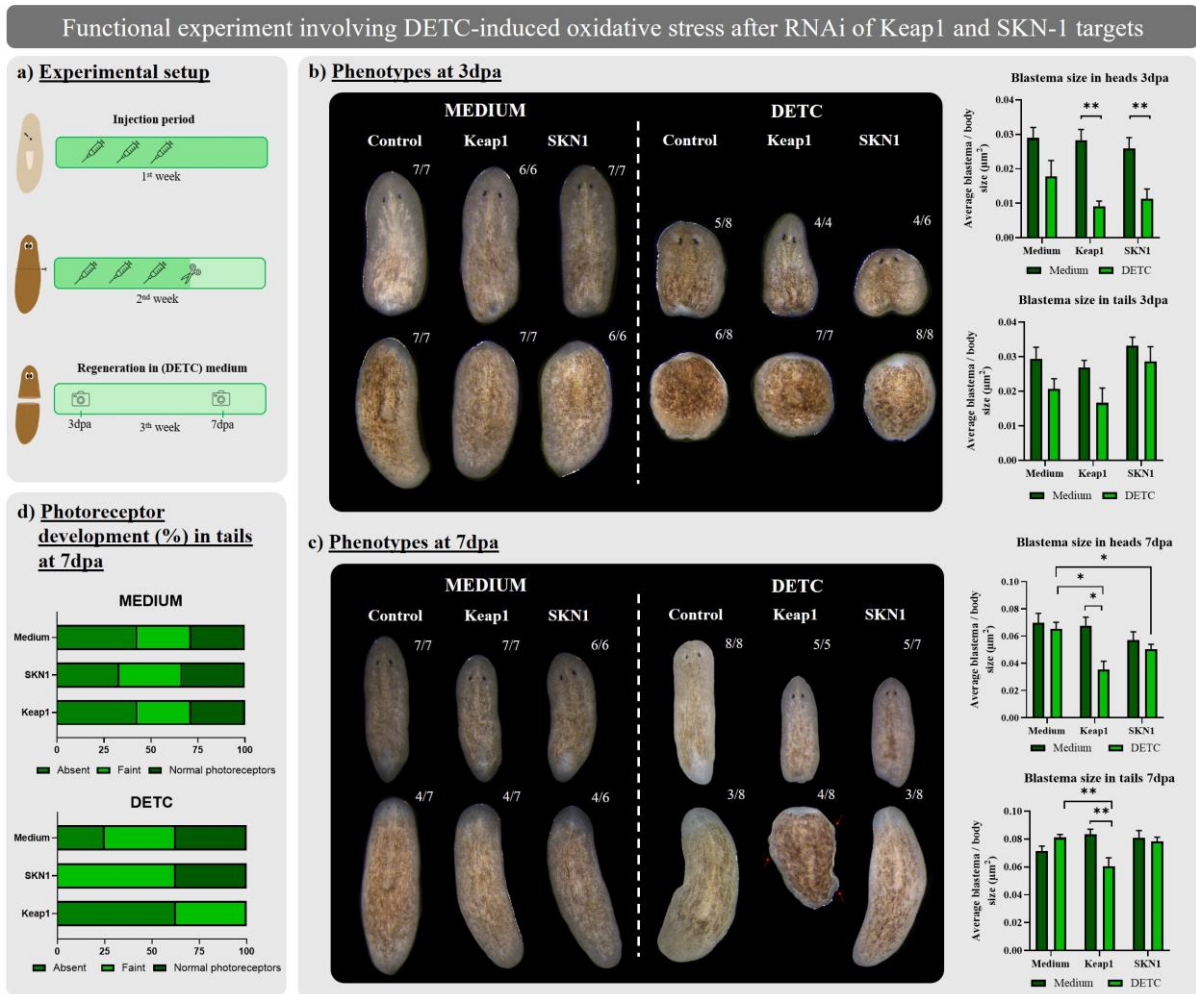 Functional experiment involving DETC-induced oxidative stress after RNAi of Keap1 and SKN-1 targets
a) Experimental setup
Injection period
1st week
2nd week
Regeneration in (DETC) medium
3dpa
3th week
7dpa
b) Phenotypes at 3dpa
MEDIUM
DETC
Control
Keap1
SKN1
Control
Keap1
SKN1
7/7
6/6
7/7
5/8
4/4
4/6
7/7
7/7
6/6
6/8
7/7
8/8
Blastema size in heads 3dpa
**
**
Average blastema / body
size (µm²)
0.04
0.03
0.02
0.01
0.00
Medium
Keap1
SKN1
Medium
DETC
Blastema size in tails 3dpa
Average blastema / body
size (µm²)
0.04
0.03
0.02
0.01
0.00
Medium
Keap1
SKN1
Medium
DETC
c) Phenotypes at 7dpa
MEDIUM
DETC
Control
Keap1
SKN1
Control
Keap1
SKN1
7/7
7/7
6/6
8/8
5/5
5/7
4/7
4/7
4/6
3/8
4/8
3/8
Blastema size in heads 7dpa
*
*
*
Average blastema / body
size (µm²)
0.10
0.08
0.06
0.04
0.02
0.00
Medium
Keap1
SKN1
Medium
DETC
Blastema size in tails 7dpa
**
**
Average blastema / body
size (µm²)
0.10
0.08
0.06
0.04
0.02
0.00
Medium
Keap1
SKN1
Medium
DETC
d) Photoreceptor
development (%) in tails
at 7dpa
MEDIUM
Medium
SKN1
Keap1
0
25
50
75
100
Absent
Faint
Normal photoreceptors
DETC
Medium
SKN1
Keap1
0
25
50
75
100
Absent
Faint
Normal photoreceptors